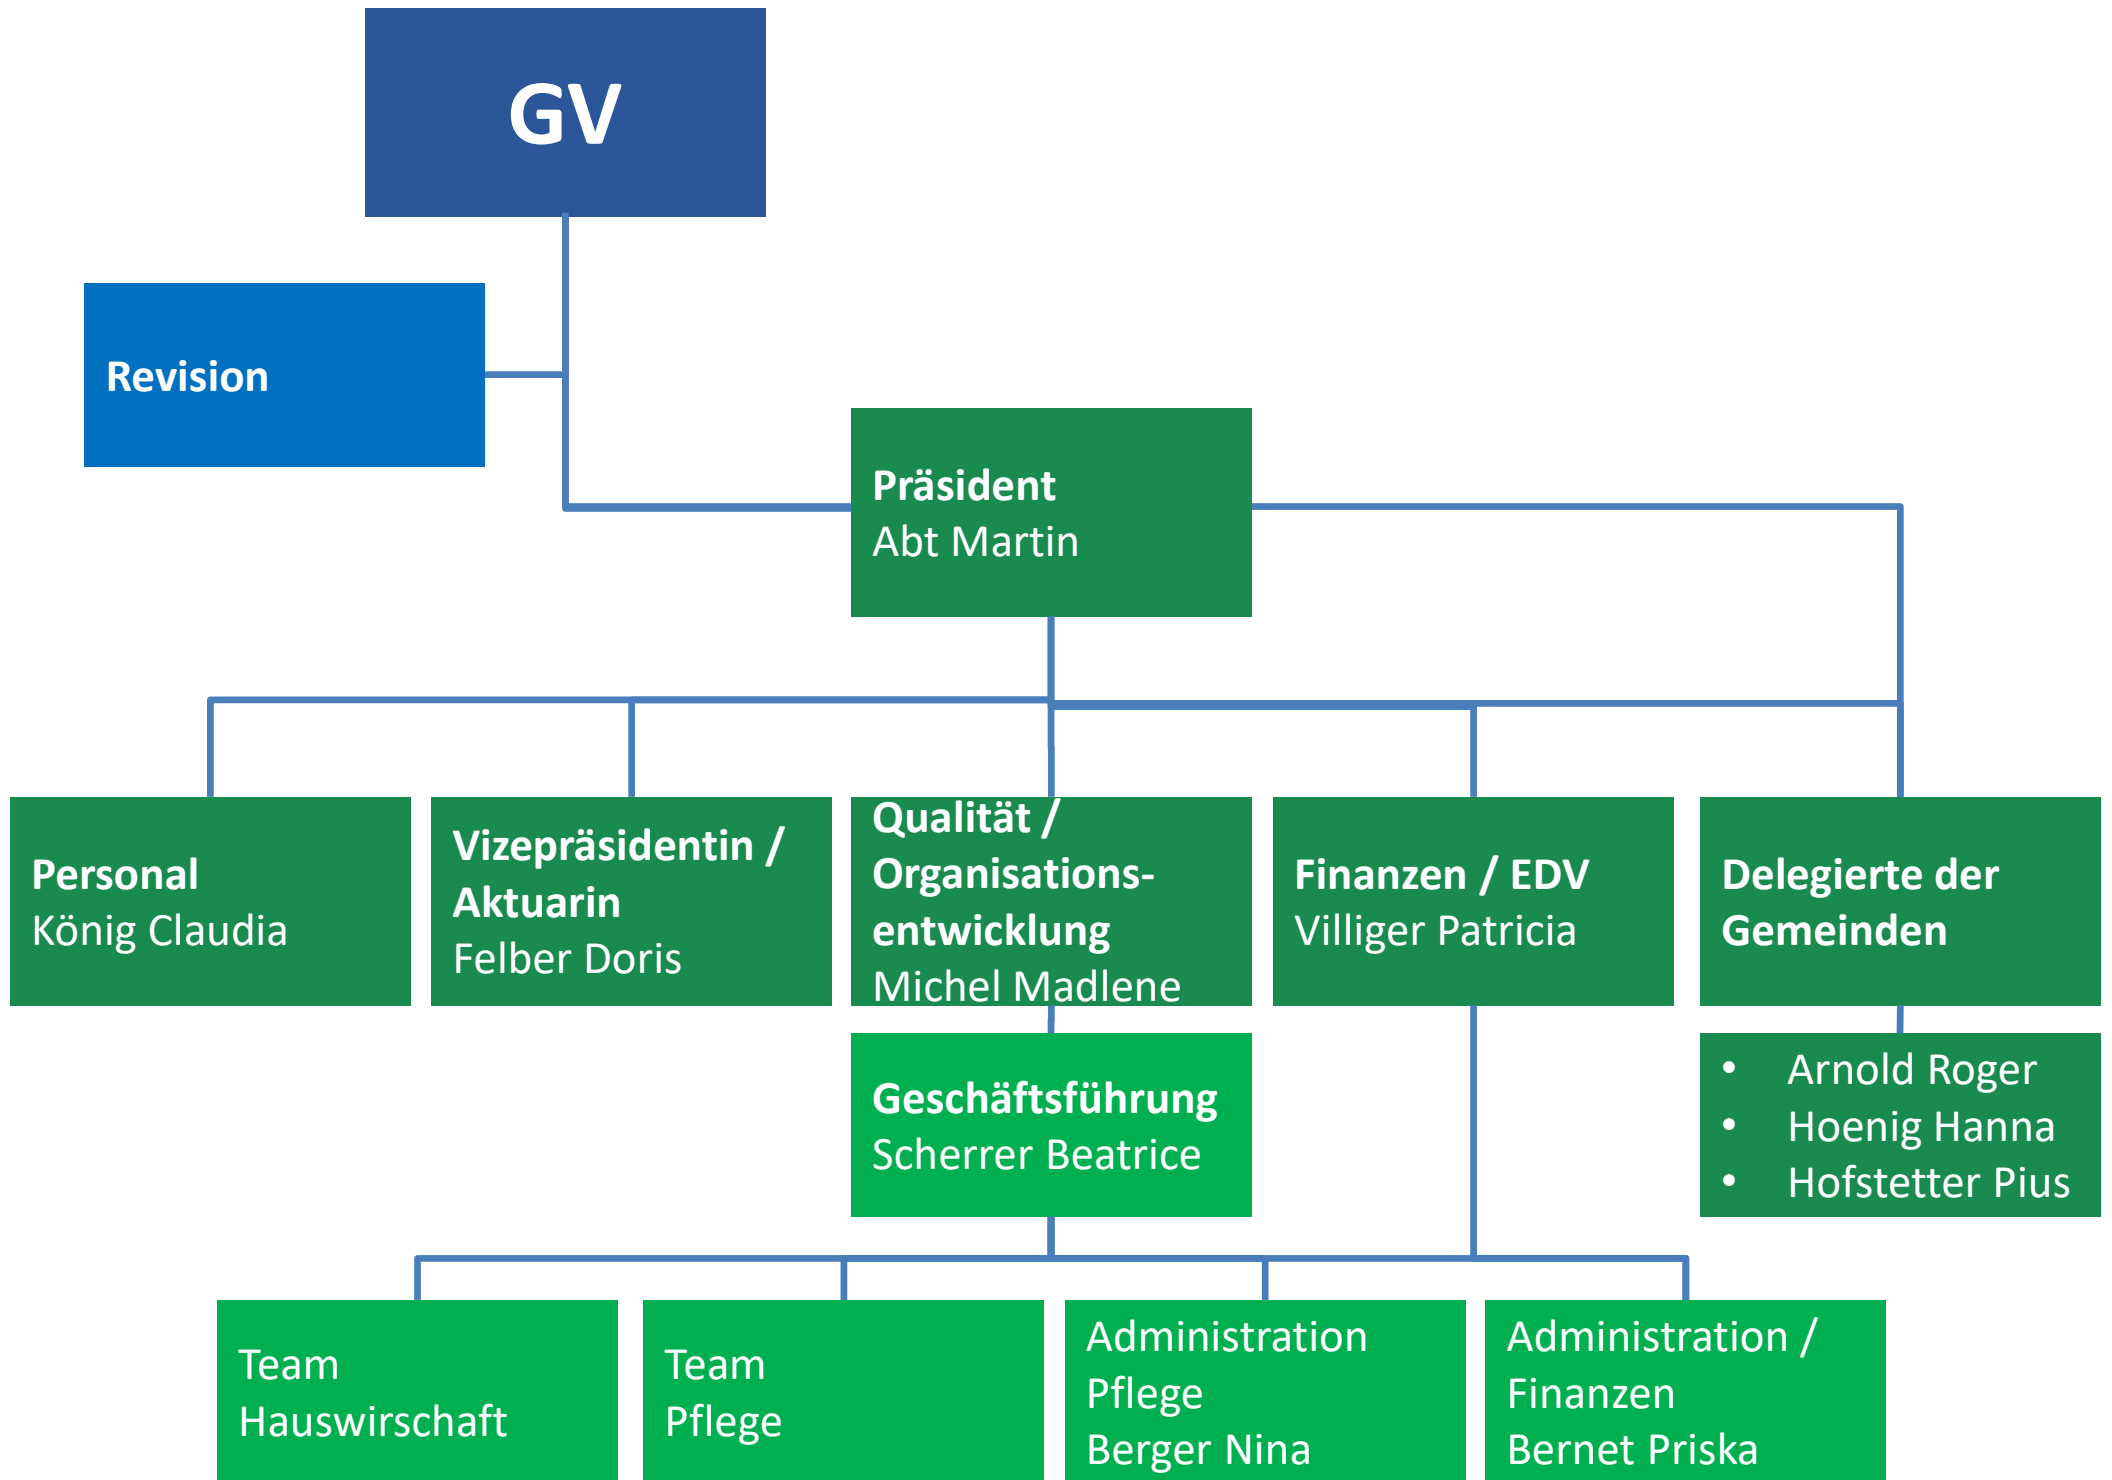 GV
Revision
Präsident
Abt Martin
Personal
König Claudia
Vizepräsidentin /
Aktuarin
Felber Doris
Qualität /
Organisations-
entwicklung
Michel Madlene
Finanzen / EDV
Villiger Patricia
Delegierte der
Gemeinden
Geschäftsführung
Scherrer Beatrice
• Arnold Roger
• Hoenig Hanna
• Hofstetter Pius
Team
Hauswirschaft
Team
Pflege
Administration
Pflege
Berger Nina
Administration /
Finanzen
Bernet Priska